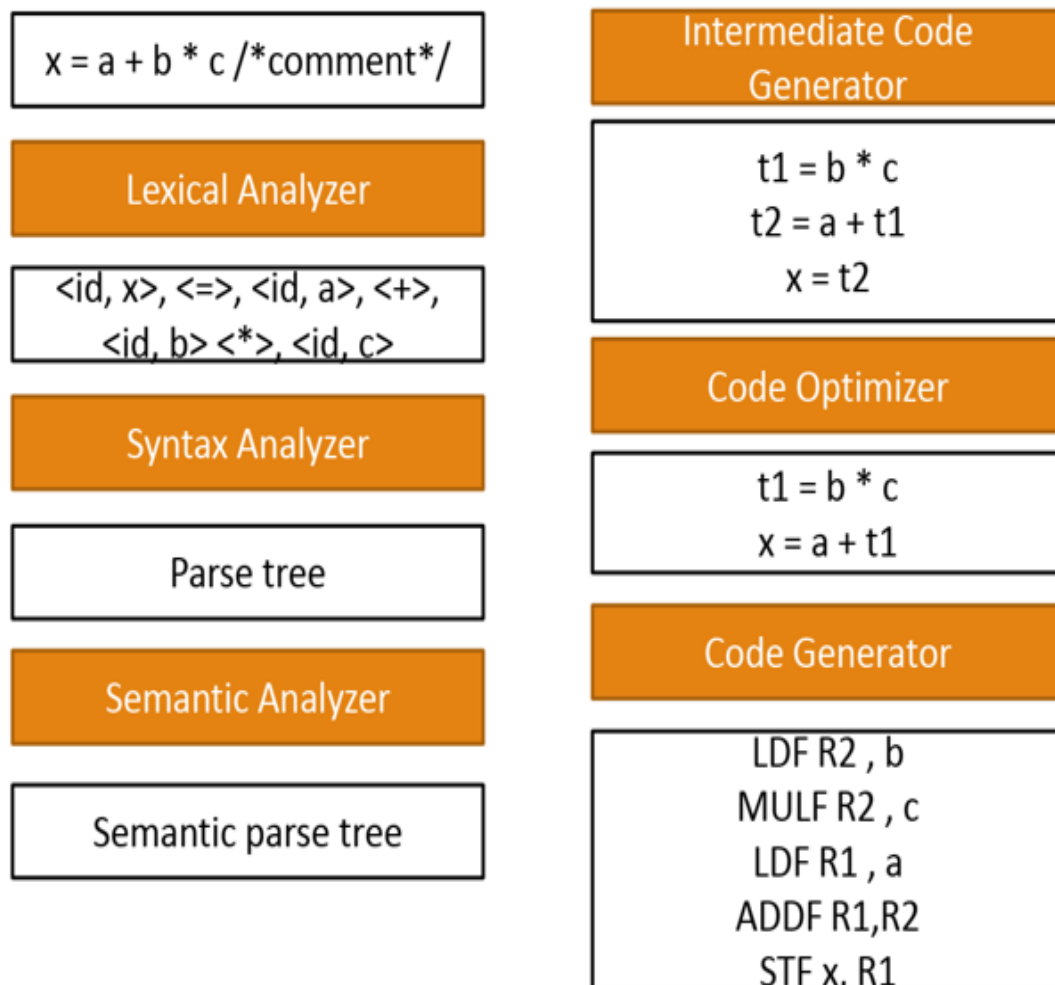 x = a + b * c /*comment*/
Lexical Analyzer
<id, x>, <=>, <id, a>, <+>,
<id, b> <*>, <id, c>
Syntax Analyzer
Parse tree
Semantic Analyzer
Semantic parse tree
Intermediate Code
Generator
t1 = b * c
t2 = a + t1
x = t2
Code Optimizer
t1 = b * c
x = a + t1
Code Generator
LDF R2 , b
MULF R2 , c
LDF R1 , a
ADDF R1,R2
STF x, R1